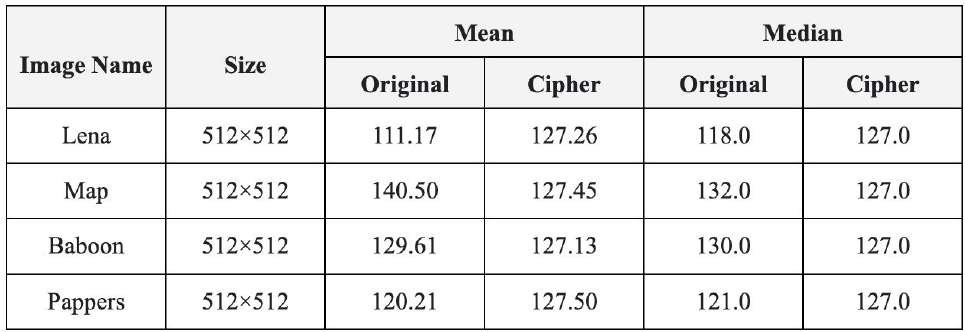 Image Name Size Mean Median
Original Cipher Original Cipher
Lena 512×512 111.17 127.26 118.0 127.0
Map 512×512 140.50 127.45 132.0 127.0
Baboon 512×512 129.61 127.13 130.0 127.0
Pappers 512×512 120.21 127.50 121.0 127.0